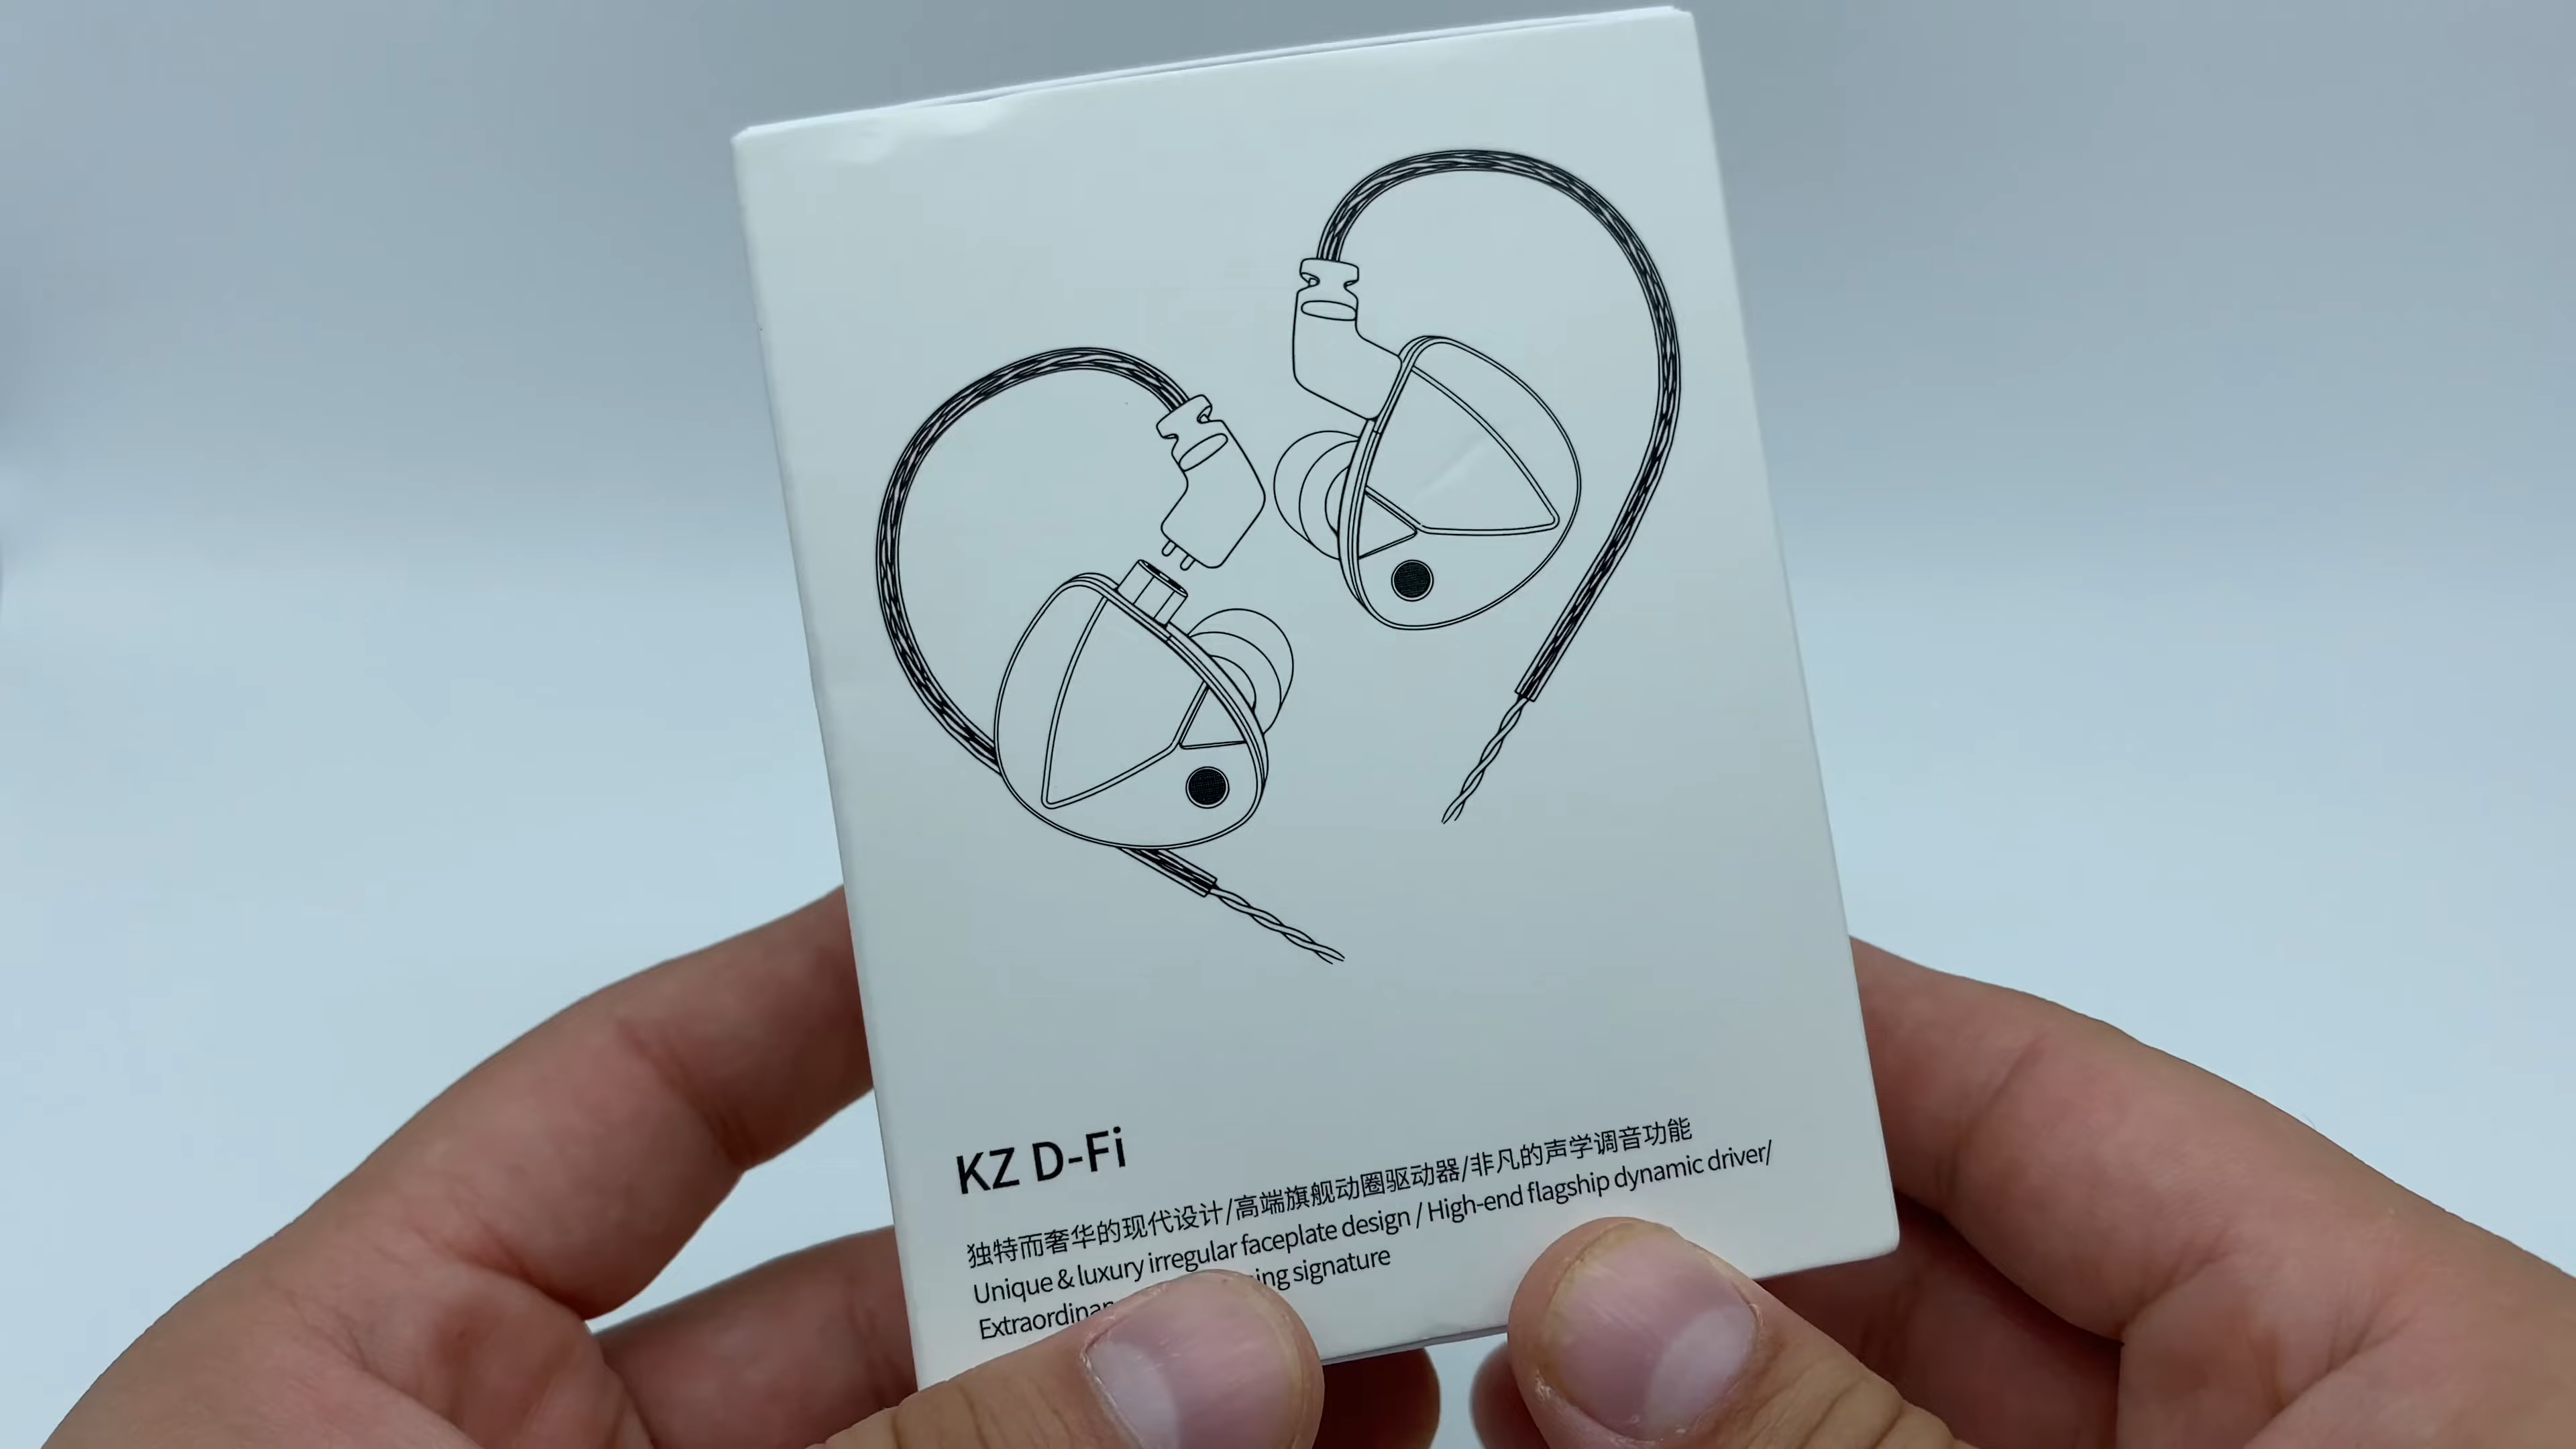 KZ D-Fi
独特而奢华的现代设计/高端旗舰动圈驱动器/非凡的声学调音功能
Unique & luxury irregular faceplate design / High-end flagship dynamic driver/
signature